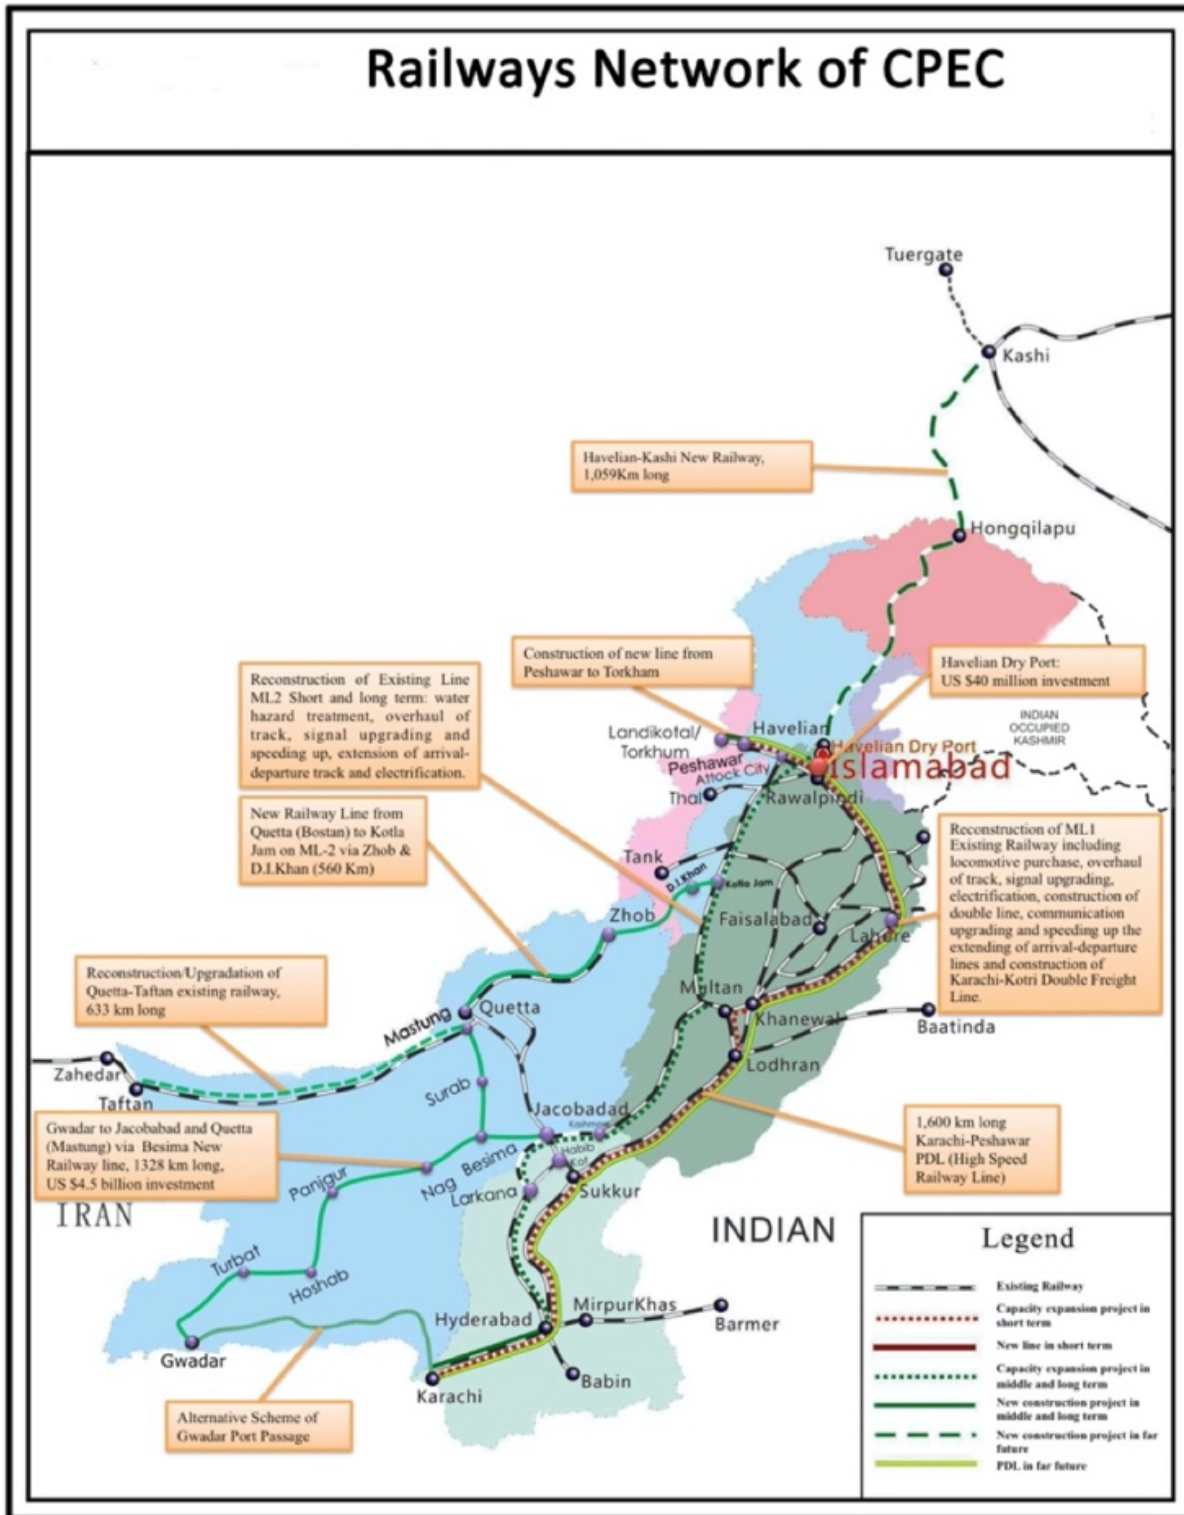 Railways Network of CPEC
Tuergate
Kashi
Havelian-Kashi New Railway,
1,059Km long
Hongqilapu
Construction of new line from
Peshawar to Torkham
Havelian Dry Port:
US $40 million investment
Reconstruction of Existing Line
ML2 Short and long term: water
hazard treatment, overhaul of
track, signal upgrading and
speeding up, extension of arrival-
departure track and electrification.
INDIAN
OCCUPIED
KASHMIR
Landikotal/
Torkhum
Havelian
Havelian Dry Port
Peshawar
Attock City
Islamabad
Thal
Rawalpindi
New Railway Line from
Quetta (Bostan) to Kotla
Jam on ML-2 via Zhob &
D.I.Khan (560 Km)
Reconstruction of ML1
Existing Railway including
locomotive purchase, overhaul
of track, signal upgrading,
electrification, construction of
double line, communication
upgrading and speeding up the
extending of arrival-departure
lines and construction of
Karachi-Kotri Double Freight
Line.
Tank
D.I.Khan
Kotla Jam
Zhob
Faisalabad
Lahore
Reconstruction/Upgradation of
Quetta-Taftan existing railway,
633 km long
Multan
Mastung
Quetta
Khanewal
Baatinda
Zahedar
Lodhran
Taftan
Surab
Jacobadad
Kashmore
Gwadar to Jacobabad and Quetta
(Mastung) via Besima New
Railway line, 1328 km long,
US $4.5 billion investment
1,600 km long
Karachi-Peshawar
PDL (High Speed
Railway Line)
Besima
Habib
Kot
Nag
Panjgur
Larkana
Sukkur
IRAN
INDIAN
Turbat
Hoshab
Hyderabad
MirpurKhas
Barmer
Gwadar
Karachi
Babin
Alternative Scheme of
Gwadar Port Passage
Legend
Existing Railway
Capacity expansion project in
short term
New line in short term
Capacity expansion project in
middle and long term
New construction project in
middle and long term
New construction project in far
future
PDL in far future